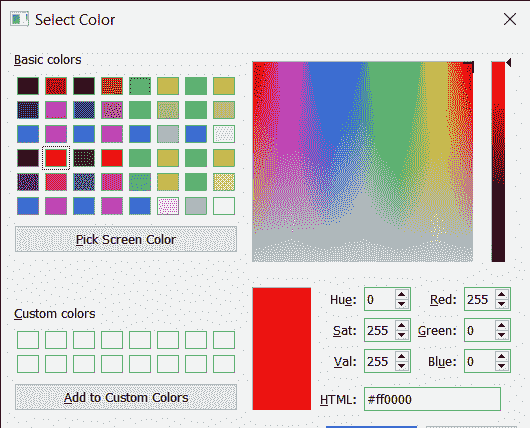 Select Color
Basic colors
Pick Screen Color
Custom colors
Add to Custom Colors
Hue: 0 Red: 255
Sat: 255 Green: 0
Val: 255 Blue: 0
HTML: #ff0000